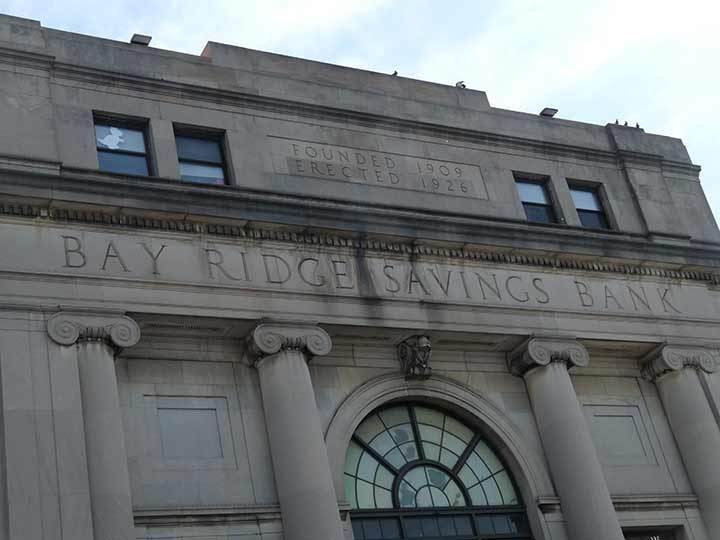 FOUNDED 1909
ERECTED 1926
BAY RIDGE SAVINGS BANK